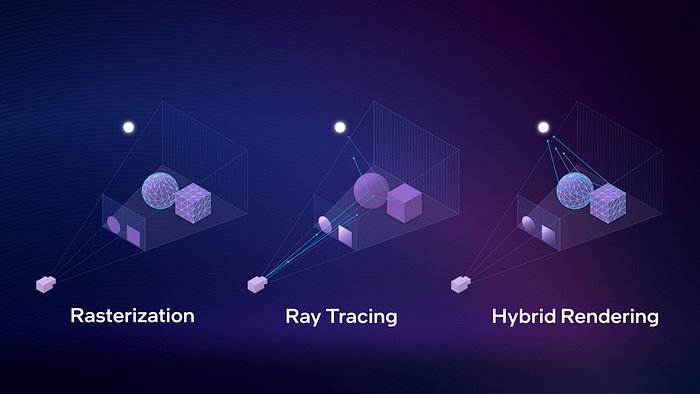 Rasterization
Ray Tracing
Hybrid Rendering